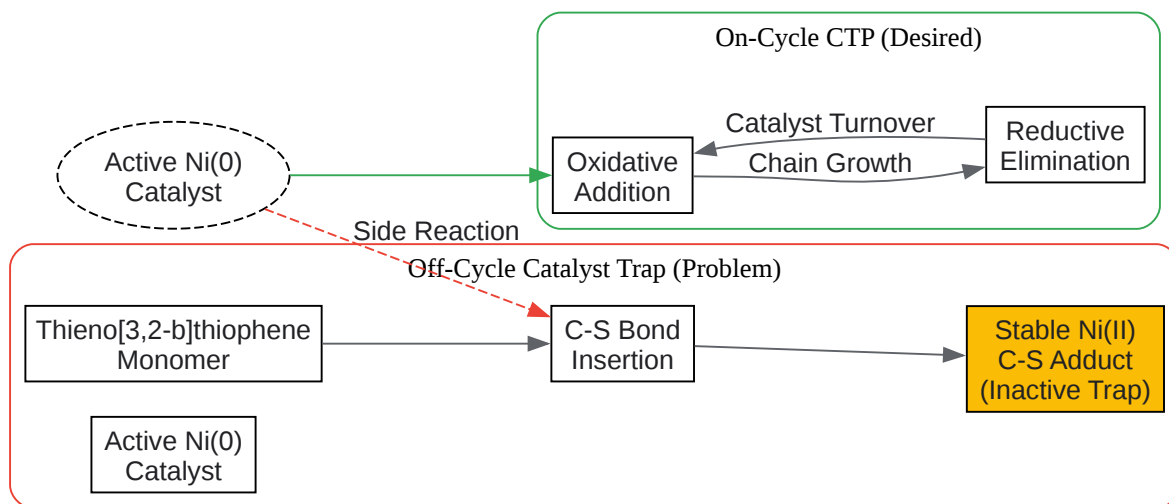 On-Cycle CTP (Desired)
Active Ni(0)
Catalyst
Oxidative
Addition
Catalyst Turnover
Chain Growth
Reductive
Elimination
Side Reaction
Off-Cycle Catalyst Trap (Problem)
Thieno[3,2-b]thiophene
Monomer
C-S Bond
Insertion
Stable Ni(II)
C-S Adduct
(Inactive Trap)
Active Ni(0)
Catalyst